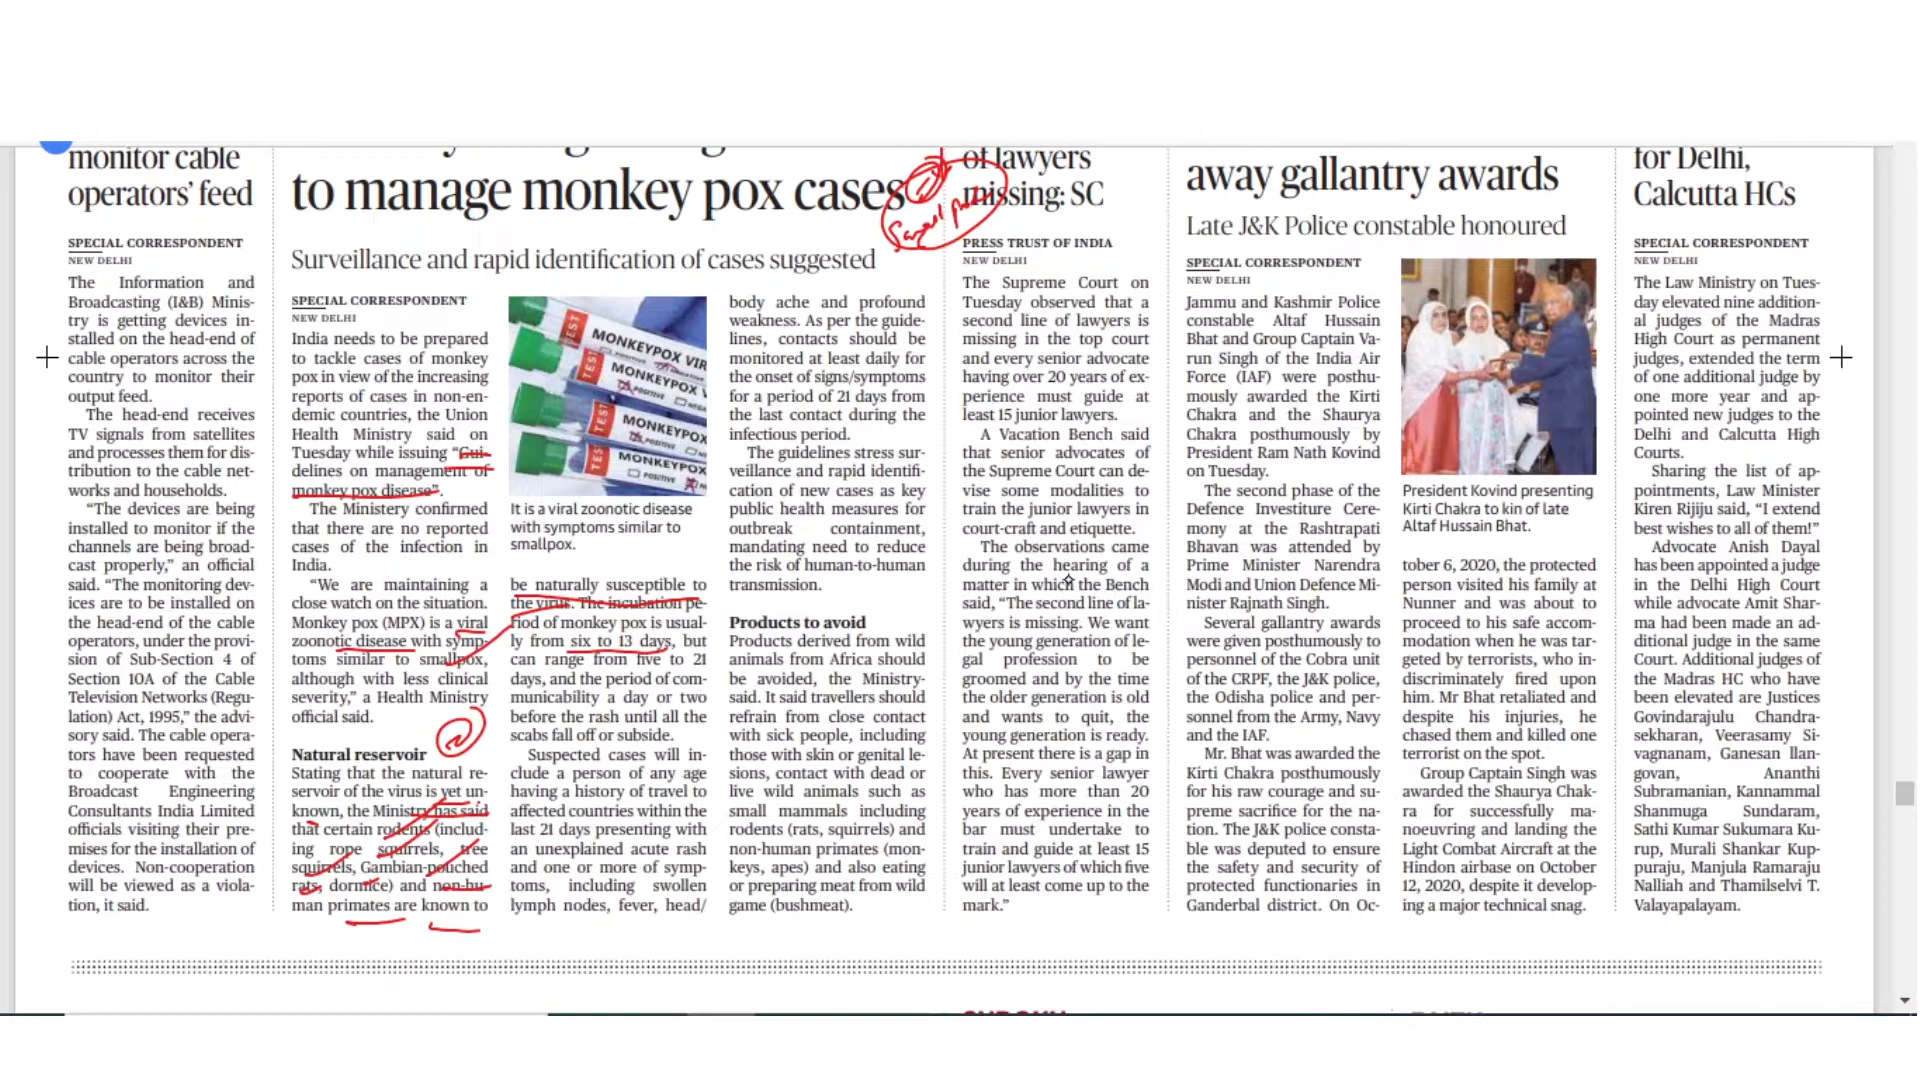 monitor cable
operators' feed
SPECIAL CORRESPONDENT
NEW DELHI
The Information and
Broadcasting (I&B) Minis-
try is getting devices in-
stalled on the head-end of
cable operators across the
country to monitor their
output feed.
The head-end receives
TV signals from satellites
and processes them for dis-
tribution to the cable net-
works and households.
"The devices are being
installed to monitor if the
channels are being broad-
cast properly," an official
said. "The monitoring dev-
ices are to be installed on
the head-end of the cable
operators, under the provi-
sion of Sub-Section 4 of
Section 10A of the Cable
Television Networks (Regu-
lation) Act, 1995," the advi-
sory said. The cable opera-
tors have been requested
to cooperate with the
Broadcast Engineering
Consultants India Limited
officials visiting their pre-
mises for the installation of
devices. Non-cooperation
will be viewed as a viola-
tion, it said.
to manage monkey pox cases
Surveillance and rapid identification of cases suggested
SPECIAL CORRESPONDENT
NEW DELHI
India needs to be prepared
to tackle cases of monkey
pox in view of the increasing
reports of cases in non-en-
demic countries, the Union
Health Ministry said on
Tuesday while issuing "Gui-
delines on management of
monkey pox disease".
The Ministery confirmed
that there are no reported
cases of the infection in
India.
"We are maintaining a
close watch on the situation.
Monkey pox (MPX) is a viral
zoonotic disease with symp-
toms similar to smallpox,
although with less clinical
severity," a Health Ministry
official said.
Natural reservoir
Stating that the natural re-
servoir of the virus is yet un-
known, the Ministry has said
that certain rodents (includ-
ing rope squirrels, tree
squirrels, Gambian-pouched
rats, dormice) and non-hu-
man primates are known to
TEST
MONKEYPOX VIR
POSITIVE
TEST
MONKEYPOX V
POSITIVE
TEST
MONKEYPOX
POSITIVE
TEST
MONKEYPOX
POSITIVE
It is a viral zoonotic disease
with symptoms similar to
smallpox.
be naturally susceptible to
the virus. The incubation pe-
riod of monkey pox is usual-
ly from six to 13 days, but
can range from five to 21
days, and the period of com-
municability a day or two
before the rash until all the
scabs fall off or subside.
Suspected cases will in-
clude a person of any age
having a history of travel to
affected countries within the
last 21 days presenting with
an unexplained acute rash
and one or more of symp-
toms, including swollen
lymph nodes, fever, head/
body ache and profound
weakness. As per the guide-
lines, contacts should be
monitored at least daily for
the onset of signs/symptoms
for a period of 21 days from
the last contact during the
infectious period.
The guidelines stress sur-
veillance and rapid identifi-
cation of new cases as key
public health measures for
outbreak containment,
mandating need to reduce
the risk of human-to-human
transmission.
Products to avoid
Products derived from wild
animals from Africa should
be avoided, the Ministry-
said. It said travellers should
refrain from close contact
with sick people, including
those with skin or genital le-
sions, contact with dead or
live wild animals such as
small mammals including
rodents (rats, squirrels) and
non-human primates (mon-
keys, apes) and also eating
or preparing meat from wild
game (bushmeat).
of lawyers
missing: SC
PRESS TRUST OF INDIA
NEW DELHI
The Supreme Court on
Tuesday observed that a
second line of lawyers is
missing in the top court
and every senior advocate
having over 20 years of ex-
perience must guide at
least 15 junior lawyers.
A Vacation Bench said
that senior advocates of
the Supreme Court can de-
vise some modalities to
train the junior lawyers in
court-craft and etiquette.
The observations came
during the hearing of a
matter in which the Bench
said, "The second line of la-
wyers is missing. We want
the young generation of le-
gal profession to be
groomed and by the time
the older generation is old
and wants to quit, the
young generation is ready.
At present there is a gap in
this. Every senior lawyer
who has more than 20
years of experience in the
bar must undertake to
train and guide at least 15
junior lawyers of which five
will at least come up to the
mark."
away gallantry awards
Late J&K Police constable honoured
SPECIAL CORRESPONDENT
NEW DELHI
Jammu and Kashmir Police
constable Altaf Hussain
Bhat and Group Captain Va-
run Singh of the India Air
Force (IAF) were posthu-
mously awarded the Kirti
Chakra and the Shaurya
Chakra posthumously by
President Ram Nath Kovind
on Tuesday.
The second phase of the
Defence Investiture Cere-
mony at the Rashtrapati
Bhavan was attended by
Prime Minister Narendra
Modi and Union Defence Mi-
nister Rajnath Singh.
Several gallantry awards
were given posthumously to
personnel of the Cobra unit
of the CRPF, the J&K police,
the Odisha police and per-
sonnel from the Army, Navy
and the IAF.
Mr. Bhat was awarded the
Kirti Chakra posthumously
for his raw courage and su-
preme sacrifice for the na-
tion. The J&K police consta-
ble was deputed to ensure
the safety and security of
protected functionaries in
Ganderbal district. On Oc-
President Kovind presenting
Kirti Chakra to kin of late
Altaf Hussain Bhat.
tober 6, 2020, the protected
person visited his family at
Nunner and was about to
proceed to his safe accom-
modation when he was tar-
geted by terrorists, who in-
discriminately fired upon
him. Mr Bhat retaliated and
despite his injuries, he
chased them and killed one
terrorist on the spot.
Group Captain Singh was
awarded the Shaurya Chak-
ra for successfully ma-
noeuvring and landing the
Light Combat Aircraft at the
Hindon airbase on October
12, 2020, despite it develop-
ing a major technical snag.
for Delhi,
Calcutta HCs
SPECIAL CORRESPONDENT
NEW DELHI
The Law Ministry on Tues-
day elevated nine addition-
al judges of the Madras
High Court as permanent
judges, extended the term
of one additional judge by
one more year and ap-
pointed new judges to the
Delhi and Calcutta High
Courts.
Sharing the list of ap-
pointments, Law Minister
Kiren Rijiju said, "I extend
best wishes to all of them!"
Advocate Anish Dayal
has been appointed a judge
in the Delhi High Court
while advocate Amit Shar-
ma had been made an ad-
ditional judge in the same
Court. Additional judges of
the Madras HC who have
been elevated are Justices
Govindarajulu Chandra-
sekharan, Veerasamy Si-
vagnanam, Ganesan Ilan-
govan, Ananthi
Subramanian, Kannammal
Shanmuga Sundaram,
Sathi Kumar Sukumara Ku-
rup, Murali Shankar Kup-
puraju, Manjula Ramaraju
Nalliah and Thamilselvi T.
Valayapalayam.